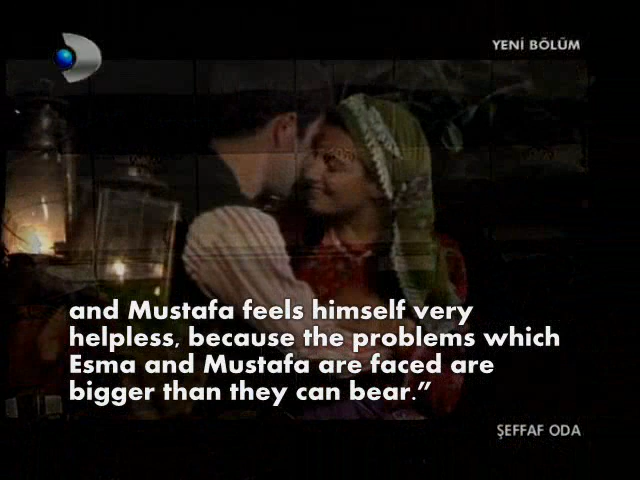 YENİ BÖLÜM
and Mustafa feels himself very
helpless, because the problems which
Esma and Mustafa are faced are
bigger than they can bear.”
ŞEFFAF ODA